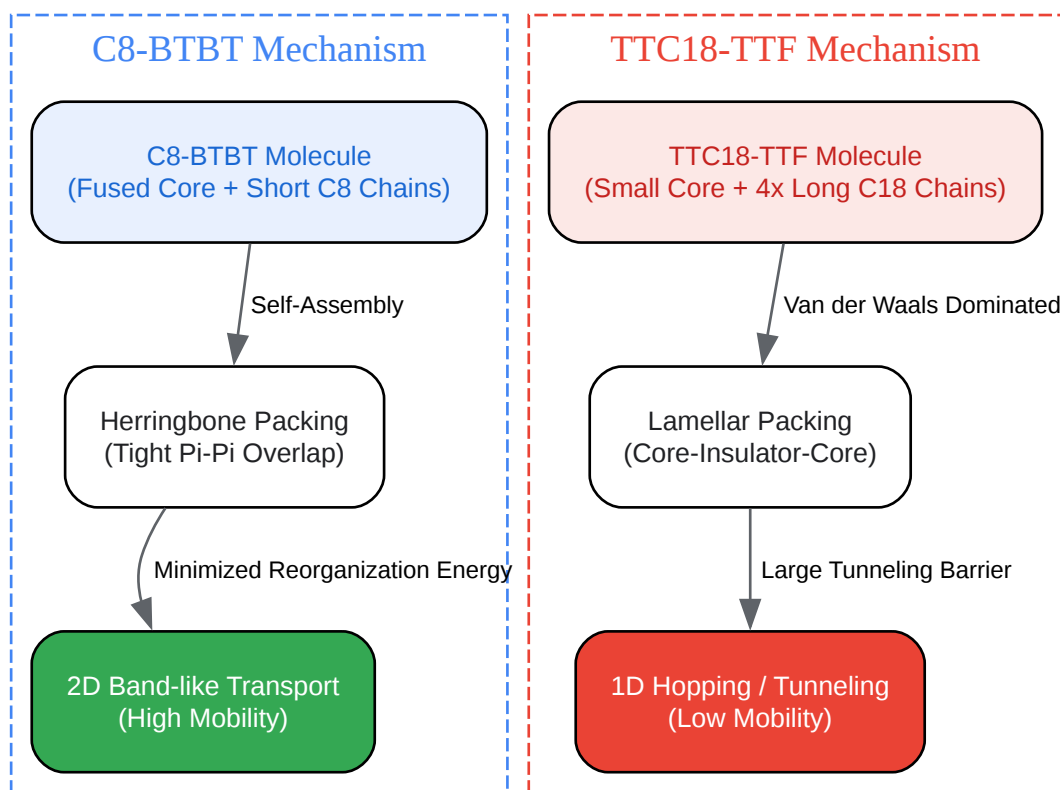 C8-BTBT Mechanism
C8-BTBT Molecule
(Fused Core + Short C8 Chains)
Self-Assembly
Herringbone Packing
(Tight Pi-Pi Overlap)
Minimized Reorganization Energy
2D Band-like Transport
(High Mobility)
TTC18-TTF Mechanism
TTC18-TTF Molecule
(Small Core + 4x Long C18 Chains)
Van der Waals Dominated
Lamellar Packing
(Core-Insulator-Core)
Large Tunneling Barrier
1D Hopping / Tunneling
(Low Mobility)